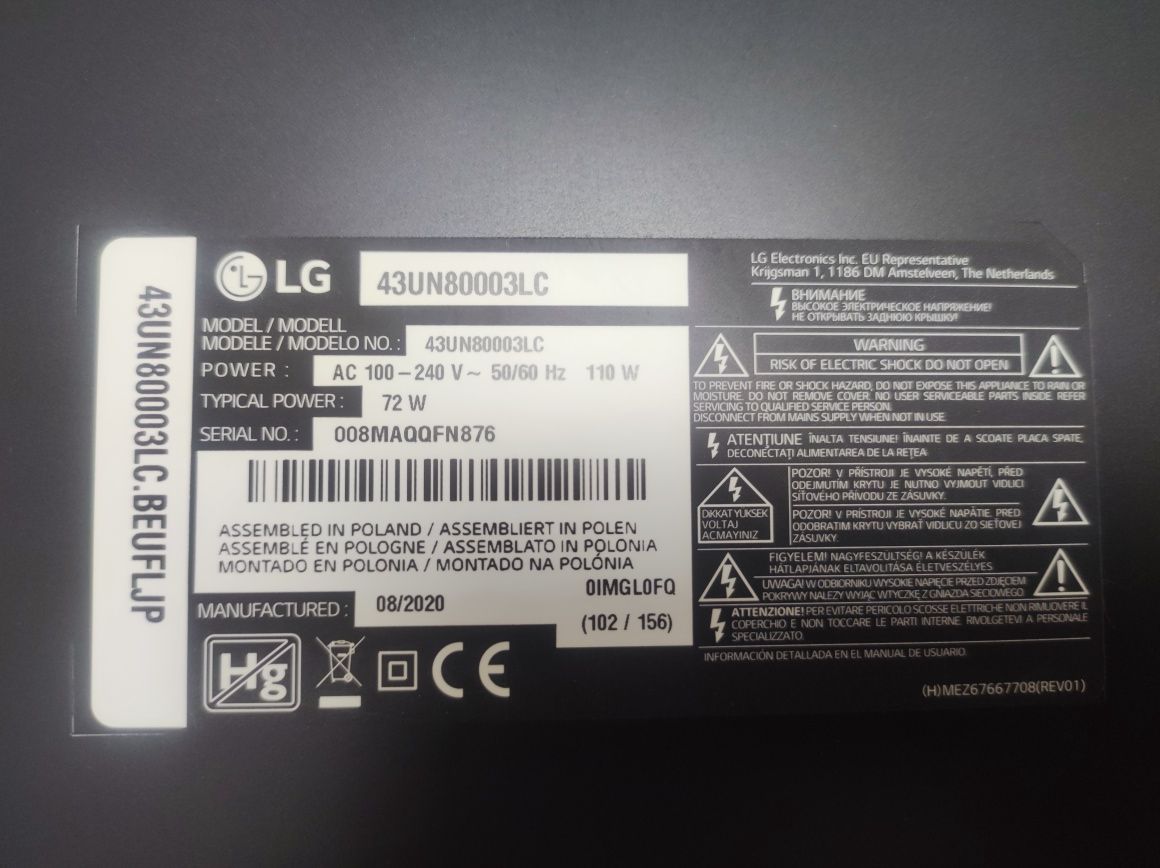 43UN80003LC.BEUFLJP
LG
43UN80003LC
MODEL / MODELL
MODELE / MODELO NO. : 43UN80003LC
POWER : AC 100-240 V~ 50/60 Hz 110 W
TYPICAL POWER : 72 W
SERIAL NO. : 008MAQQFN876
ASSEMBLED IN POLAND / ASSEMBLIERT IN POLEN
ASSEMBLÉ EN POLOGNE / ASSEMBLATO IN POLONIA
MONTADO EN POLONIA / MONTADO NA POLÓNIA
0IMGL0FQ
MANUFACTURED : 08/2020
(102 / 156)
Hg
CE
LG Electronics Inc. EU Representative
Krijgsman 1, 1186 DM Amstelveen, The Netherlands
ВНИМАНИЕ
ВЫСОКОЕ ЭЛЕКТРИЧЕСКОЕ НАПРЯЖЕНИЕ!
НЕ ОТКРЫВАТЬ ЗАДНЮЮ КРЫШКУ!
WARNING
RISK OF ELECTRIC SHOCK DO NOT OPEN
TO PREVENT FIRE OR SHOCK HAZARD, DO NOT EXPOSE THIS APPLIANCE TO RAIN OR
MOISTURE. DO NOT REMOVE COVER. NO USER SERVICEABLE PARTS INSIDE. REFER
SERVICING TO QUALIFIED SERVICE PERSON.
DISCONNECT FROM MAINS SUPPLY WHEN NOT IN USE
ATENȚIUNE ÎNALTA TENSIUNE! ÎNAINTE DE A SCOATE PLACA SPATE,
DECONECTAȚI ALIMENTAREA DE LA REȚEA
DIKKAT YUKSEK
VOLTAJ
ACMAYINIZ
POZOR! V PŘÍSTROJI JE VYSOKÉ NAPĚTÍ, PŘED
ODEJMUTÍM KRYTU JE NUTNO VYJMOUT VIDLICI
SÍŤOVÉHO PŘÍVODU ZE ZÁSUVKY.
POZOR! V PRÍSTROJI JE VYSOKÉ NAPÄTIE. PRED
ODOBRATIM KRYTU VYBRAŤ VIDLICU ZO SIEŤOVEJ
ZÁSUVKY.
FIGYELEM! NAGYFESZÜLTSÉG! A KÉSZÜLÉK
HÁTLAPJÁNAK ELTAVOLÍTÁSA ÉLETVESZÉLYES
UWAGA! W ODBIORNIKU WYSOKIE NAPIĘCIE PRZED ZDJĘCIEM
POKRYWY NALEŻY WYJĄĆ WTYCZKĘ Z GNIAZDA SIECIOWEGO
ATTENZIONE! PER EVITARE PERICOLO SCOSSE ELETTRICHE NON RIMUOVERE IL
COPERCHIO E NON TOCCARE LE PARTI INTERNE. RIVOLGETEVI A PERSONALE
SPECIALIZZATO.
INFORMACIÓN DETALLADA EN EL MANUAL DE USUARIO.
(H)MEZ67667708(REV01)